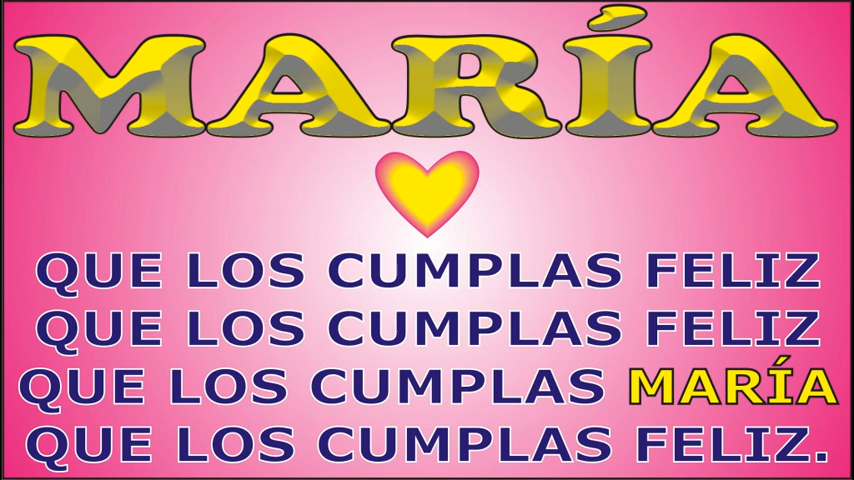 MARÍA
QUE LOS CUMPLAS FELIZ
QUE LOS CUMPLAS FELIZ
QUE LOS CUMPLAS MARÍA
QUE LOS CUMPLAS FELIZ.